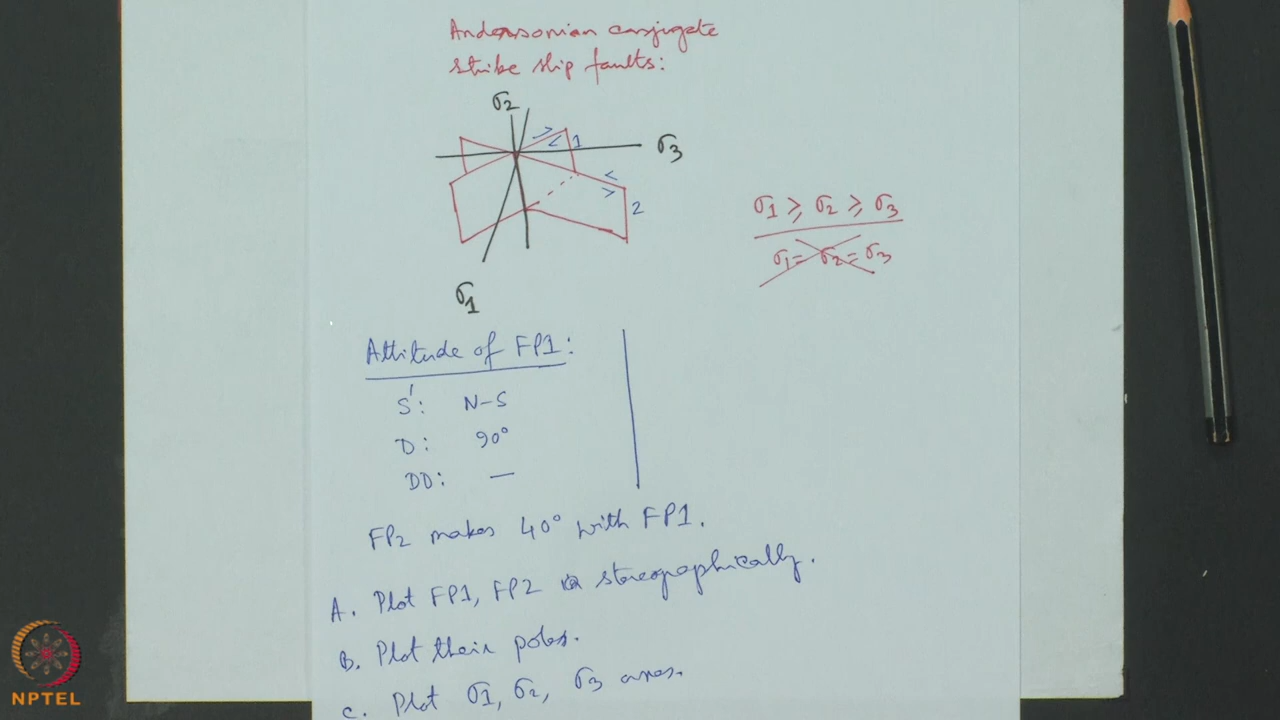 Andersonian conjugate
strike slip faults:
σ2
> <
1
σ3
<
>
2
σ1
σ1 ⩾ σ2 ⩾ σ3
σ1 = σ2 = σ3
Attitude of FP1:
S': N-S
D: 90°
DD: —
FP2 makes 40° with FP1.
A. Plot FP1, FP2 stereographically.
B. Plot their poles.
C. Plot σ1, σ2, σ3 axes.
NPTEL